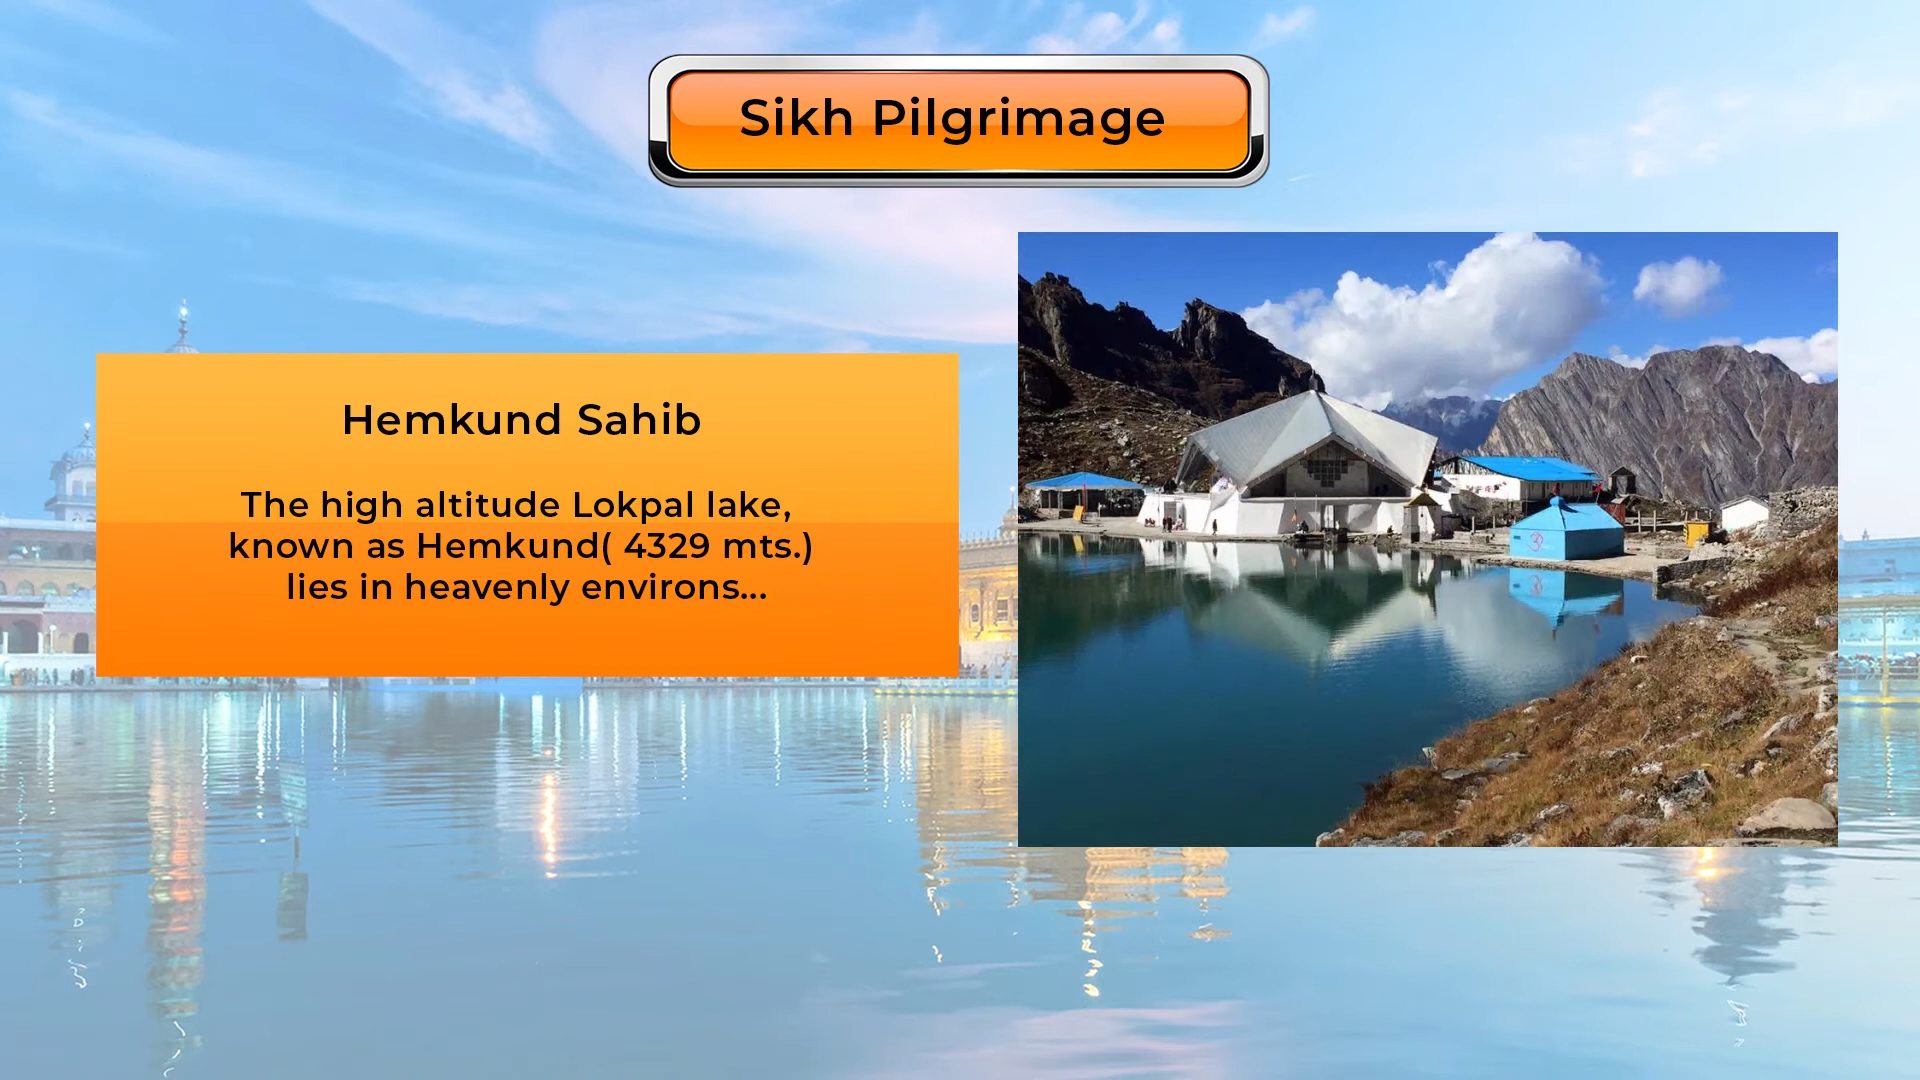 Sikh Pilgrimage
Hemkund Sahib
The high altitude Lokpal lake,
known as Hemkund( 4329 mts.)
lies in heavenly environs...